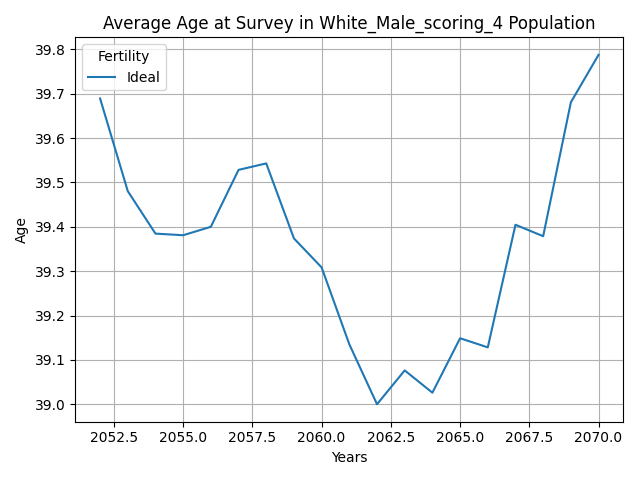 Average Age at Survey in White_Male_scoring_4 Population
Fertility
Ideal
39.8
39.7
39.6
39.5
39.4
39.3
39.2
39.1
39.0
Age
2052.5 2055.0 2057.5 2060.0 2062.5 2065.0 2067.5 2070.0
Years